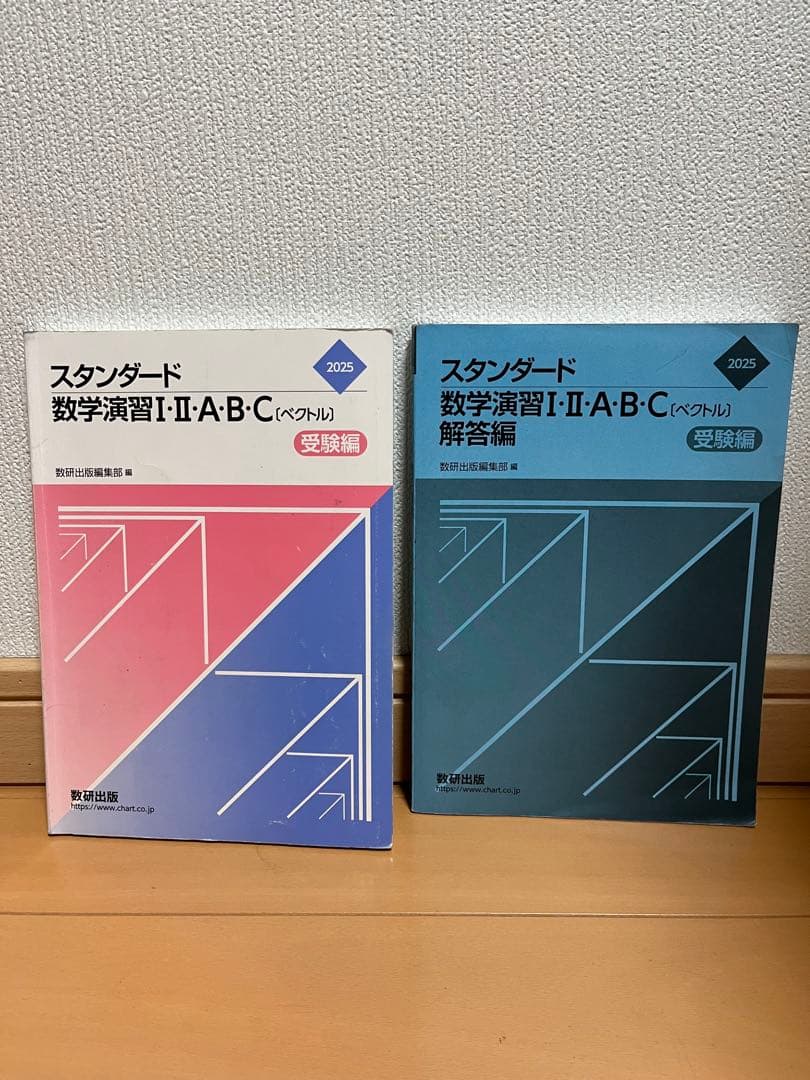 2025
スタンダード
数学演習Ⅰ・Ⅱ・A・B・C〔ベクトル〕
受験編
数研出版編集部 編
数研出版
https://www.chart.co.jp
2025
スタンダード
数学演習Ⅰ・Ⅱ・A・B・C〔ベクトル〕
解答編
受験編
数研出版編集部 編
数研出版
https://www.chart.co.jp